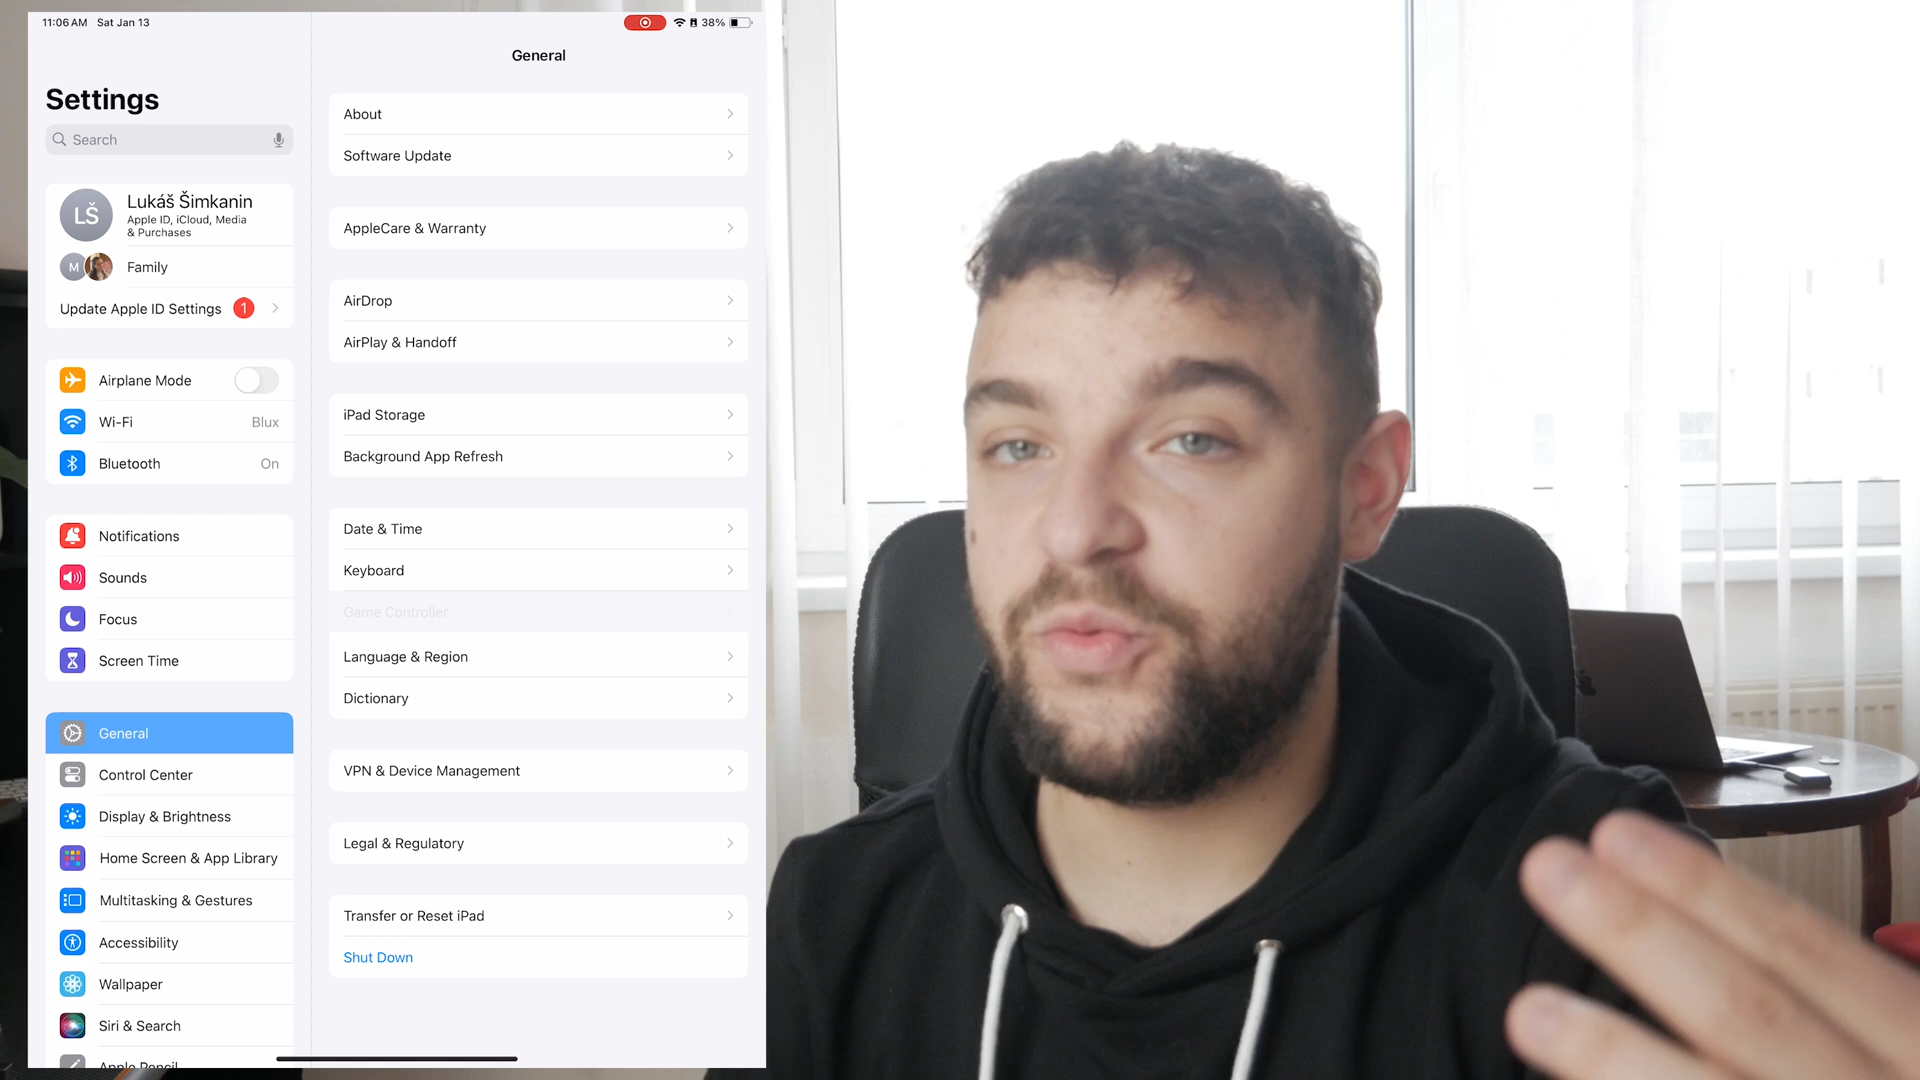 11:06 AM Sat Jan 13
38%
Settings
Search
LŠ
Lukáš Šimkanin
Apple ID, iCloud, Media
& Purchases
M
Family
Update Apple ID Settings 1
Airplane Mode
Wi-Fi Blux
Bluetooth On
Notifications
Sounds
Focus
Screen Time
General
Control Center
Display & Brightness
Home Screen & App Library
Multitasking & Gestures
Accessibility
Wallpaper
Siri & Search
Apple Pencil
General
About
Software Update
AppleCare & Warranty
AirDrop
AirPlay & Handoff
iPad Storage
Background App Refresh
Date & Time
Keyboard
Game Controller
Language & Region
Dictionary
VPN & Device Management
Legal & Regulatory
Transfer or Reset iPad
Shut Down